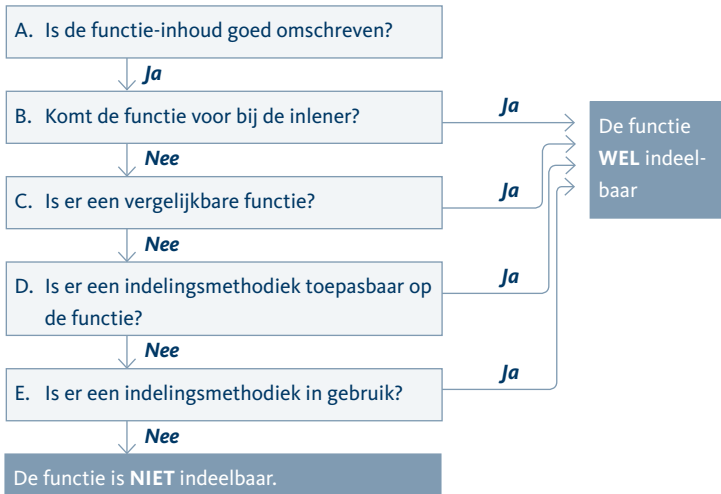 A. Is de functie-inhoud goed omschreven?
Ja
B. Komt de functie voor bij de inlener?
Ja
De functie
WEL indeel-
baar
Nee
C. Is er een vergelijkbare functie?
Ja
Nee
D. Is er een indelingsmethodiek toepasbaar op
de functie?
Ja
Nee
E. Is er een indelingsmethodiek in gebruik?
Ja
Nee
De functie is NIET indeelbaar.